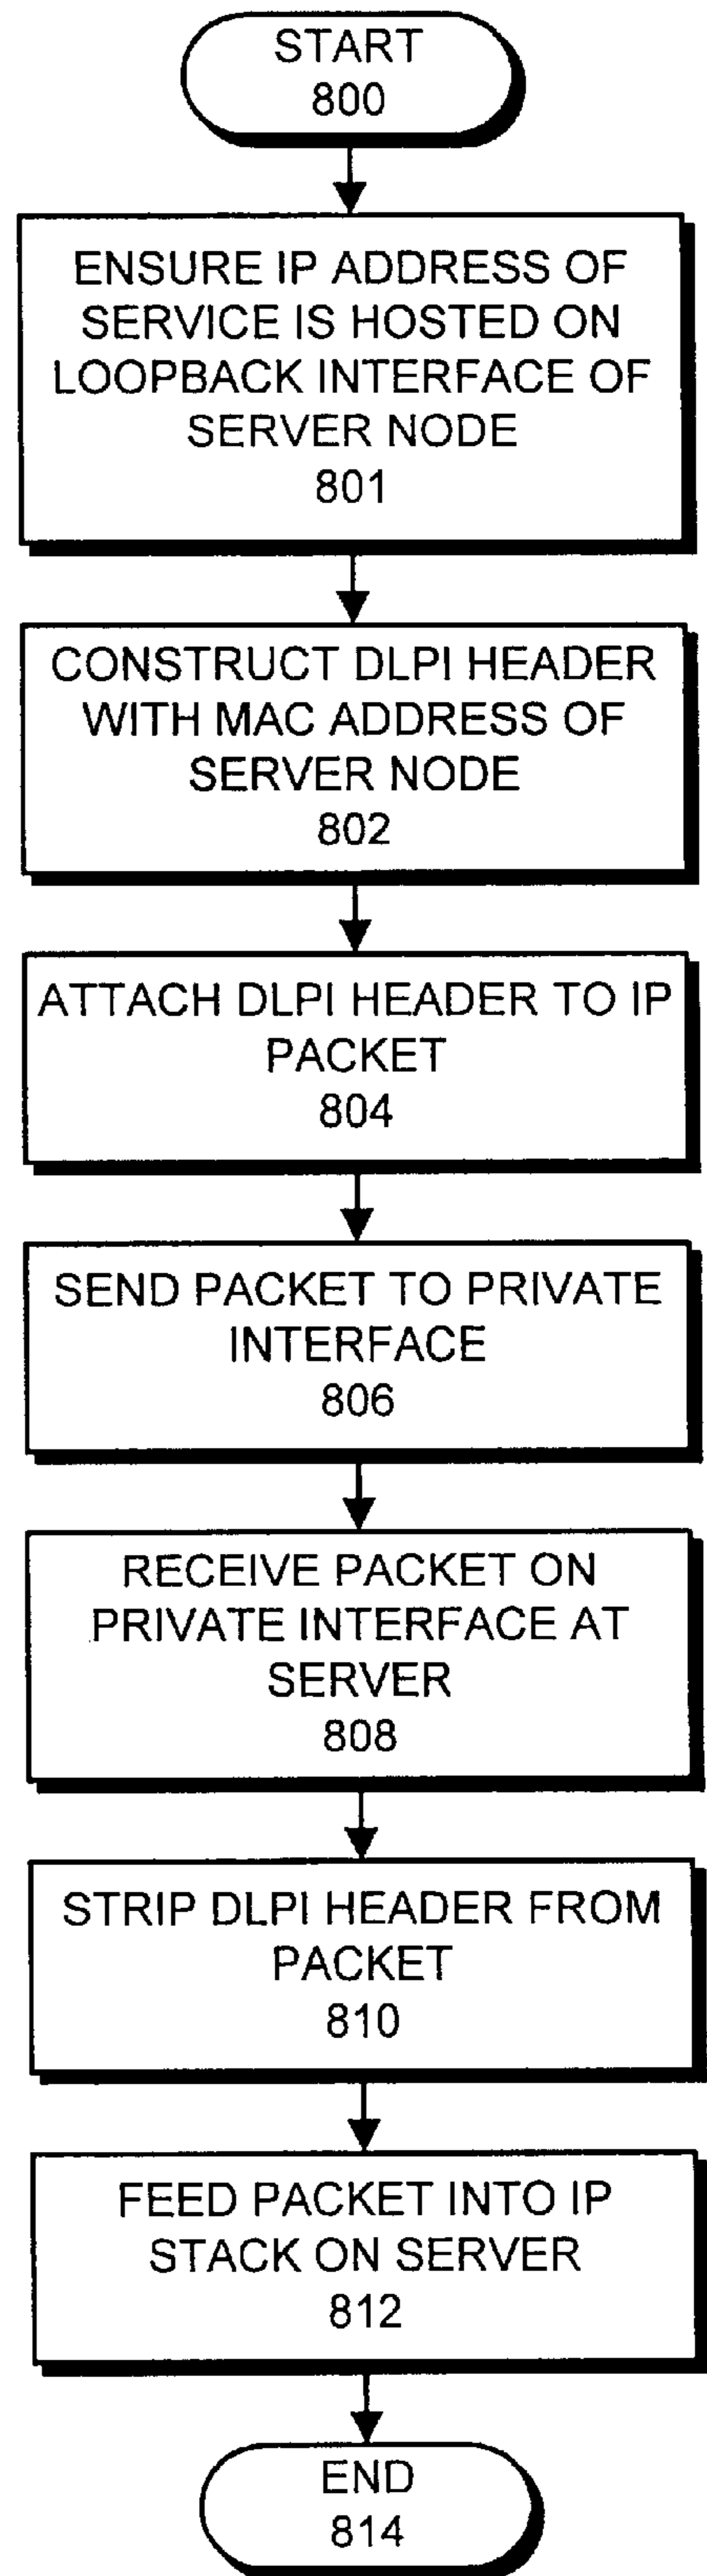 START
800
ENSURE IP ADDRESS OF
SERVICE IS HOSTED ON
LOOPBACK INTERFACE OF
SERVER NODE
801
CONSTRUCT DLPI HEADER
WITH MAC ADDRESS OF
SERVER NODE
802
ATTACH DLPI HEADER TO IP
PACKET
804
SEND PACKET TO PRIVATE
INTERFACE
806
RECEIVE PACKET ON
PRIVATE INTERFACE AT
SERVER
808
STRIP DLPI HEADER FROM
PACKET
810
FEED PACKET INTO IP
STACK ON SERVER
812
END
814